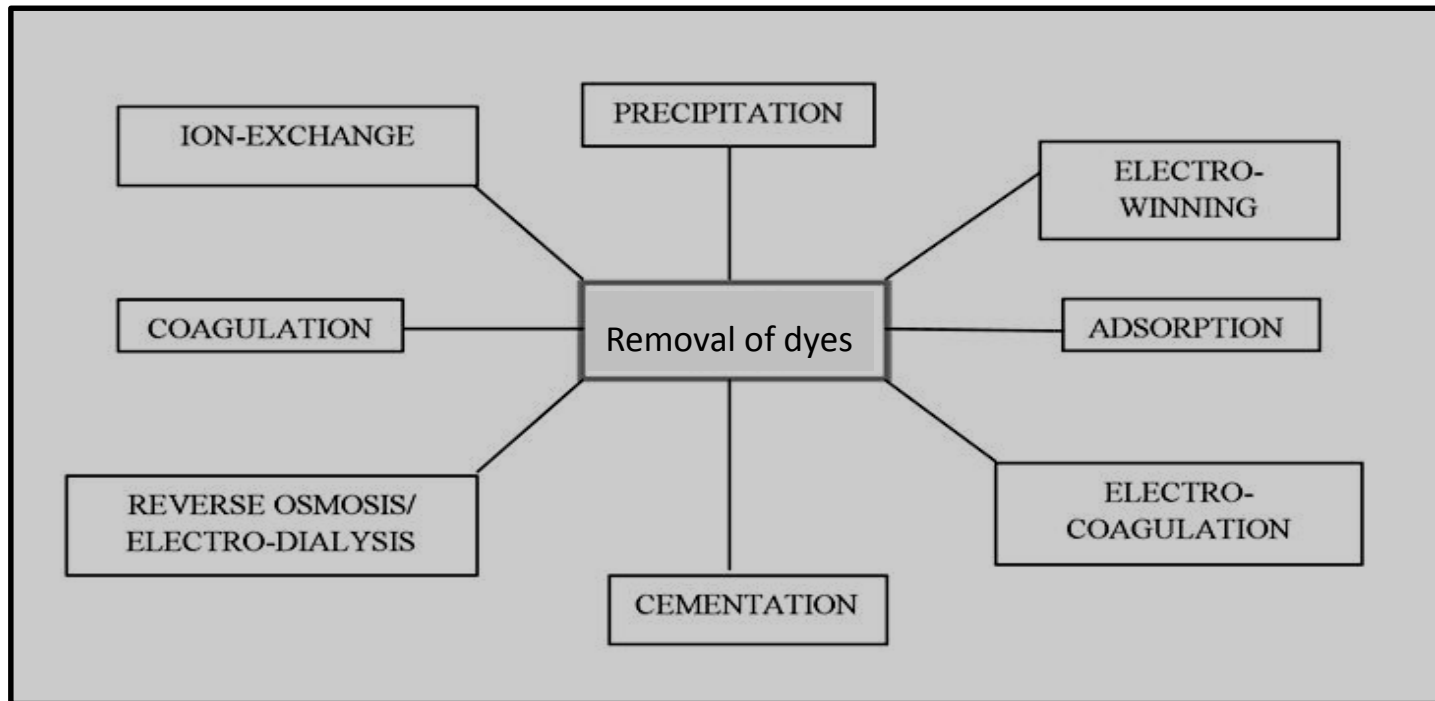 PRECIPITATION
ION-EXCHANGE
ELECTRO-
WINNING
COAGULATION
Removal of dyes
ADSORPTION
REVERSE OSMOSIS/
ELECTRO-DIALYSIS
ELECTRO-
COAGULATION
CEMENTATION